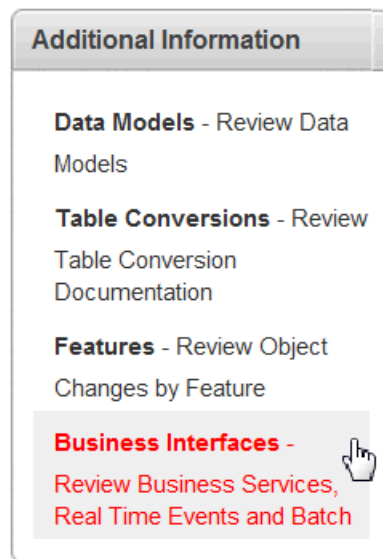 Additional Information
Data Models - Review Data
Models
Table Conversions - Review
Table Conversion
Documentation
Features - Review Object
Changes by Feature
Business Interfaces -
Review Business Services,
Real Time Events and Batch